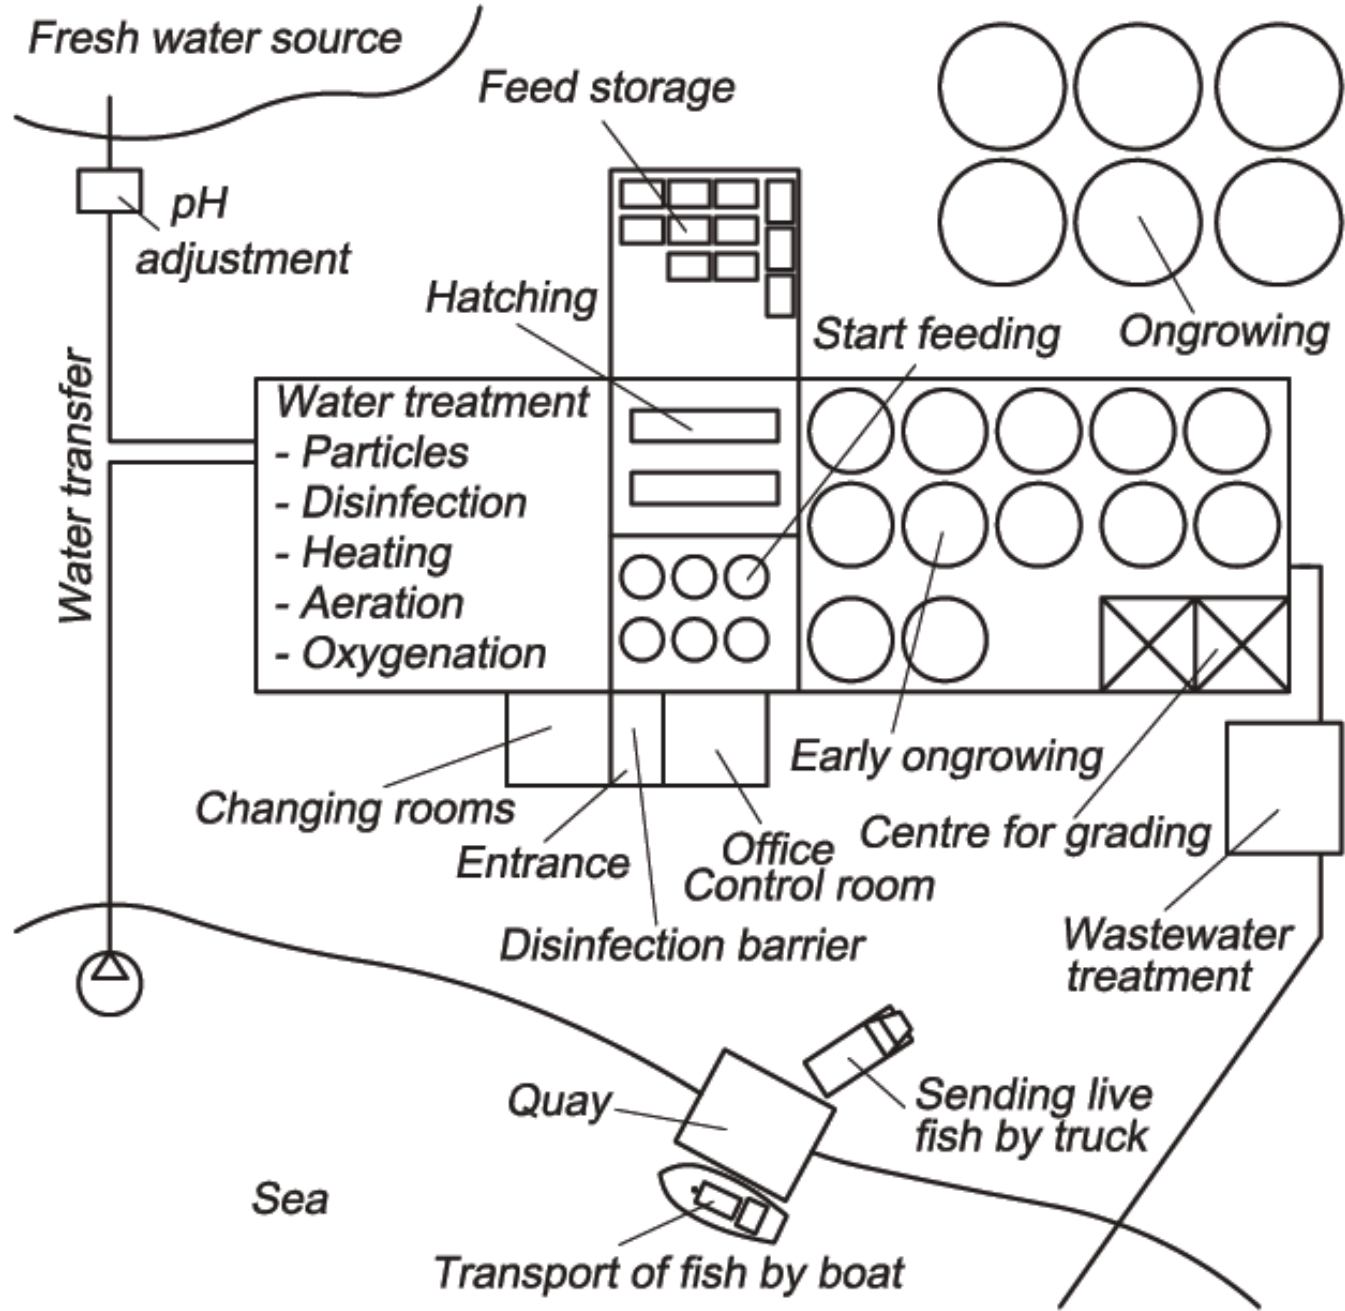 Fresh water source
Feed storage
pH
adjustment
Hatching
Start feeding
Ongrowing
Water transfer
Water treatment
- Particles
- Disinfection
- Heating
- Aeration
- Oxygenation
Early ongrowing
Changing rooms
Entrance
Office
Control room
Centre for grading
Disinfection barrier
Wastewater
treatment
Quay
Sending live
fish by truck
Sea
Transport of fish by boat